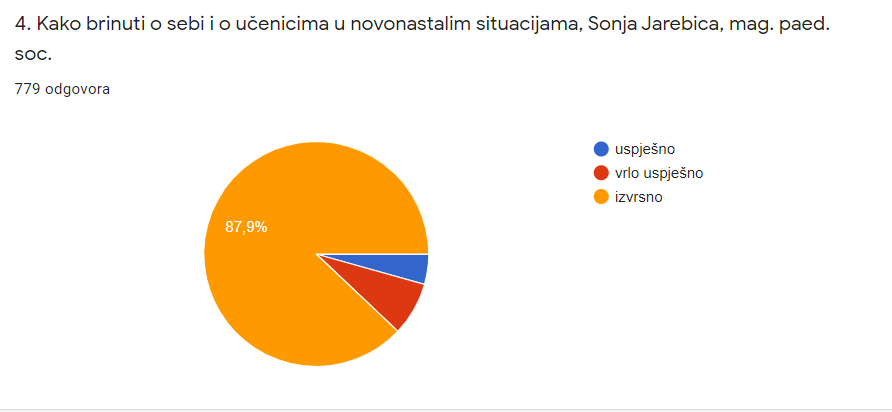 4. Kako brinuti o sebi i o učenicima u novonastalim situacijama, Sonja Jarebica, mag. paed.
soc.
779 odgovora
87,9%
uspješno
vrlo uspješno
izvrsno